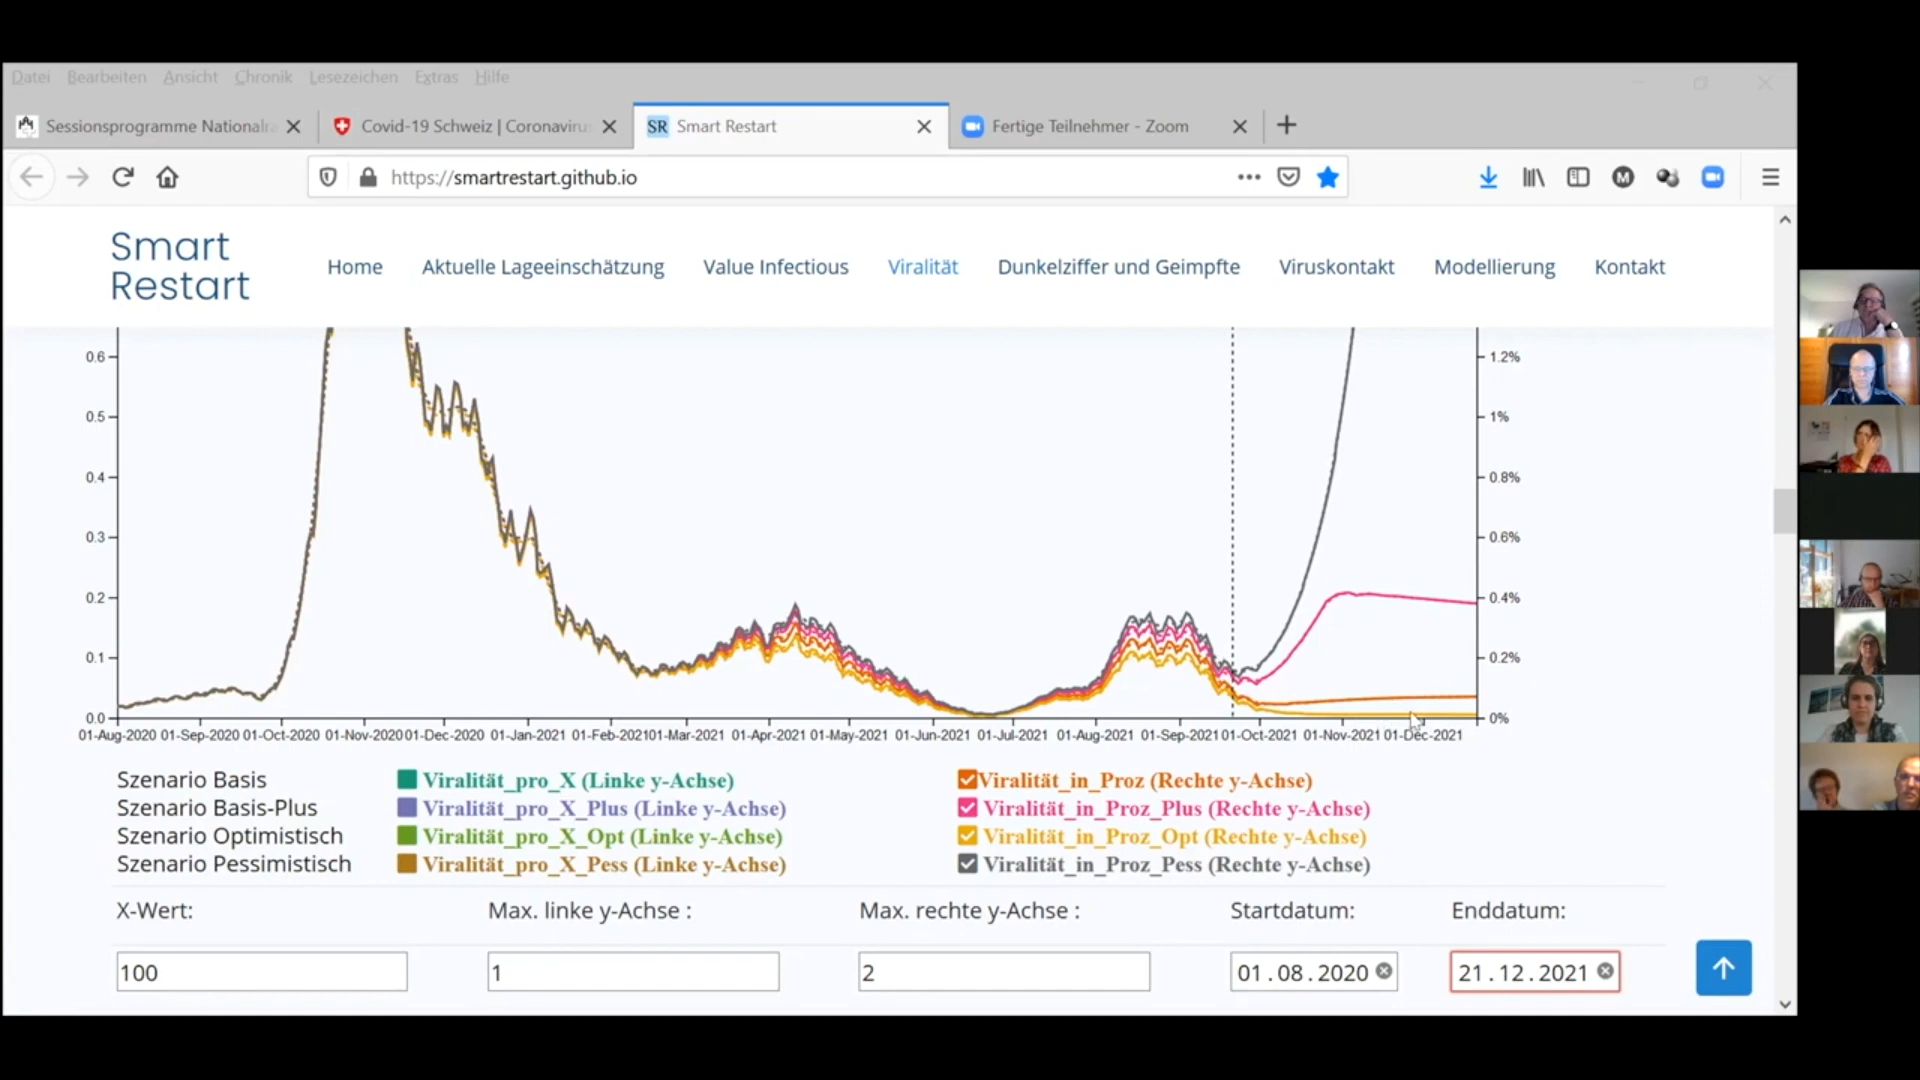 Datei Bearbeiten Ansicht Chronik Lesezeichen Extras Hilfe
Sessionsprogramme Nationalra
Covid-19 Schweiz | Coronavirus
SR Smart Restart
Fertige Teilnehmer - Zoom
https://smartrestart.github.io
M
Smart
Restart
Home Aktuelle Lageeinschätzung Value Infectious Viralität Dunkelziffer und Geimpfte Viruskontakt Modellierung Kontakt
0.6 1.2%
0.5 1%
0.4 0.8%
0.3 0.6%
0.2 0.4%
0.1 0.2%
0.0 0%
01-Aug-2020 01-Sep-2020 01-Oct-2020 01-Nov-2020 01-Dec-2020 01-Jan-2021 01-Feb-2021 01-Mar-2021 01-Apr-2021 01-May-2021 01-Jun-2021 01-Jul-2021 01-Aug-2021 01-Sep-2021 01-Oct-2021 01-Nov-2021 01-Dec-2021
Szenario Basis Viralität_pro_X (Linke y-Achse) Viralität_in_Proz (Rechte y-Achse)
Szenario Basis-Plus Viralität_pro_X_Plus (Linke y-Achse) Viralität_in_Proz_Plus (Rechte y-Achse)
Szenario Optimistisch Viralität_pro_X_Opt (Linke y-Achse) Viralität_in_Proz_Opt (Rechte y-Achse)
Szenario Pessimistisch Viralität_pro_X_Pess (Linke y-Achse) Viralität_in_Proz_Pess (Rechte y-Achse)
X-Wert: Max. linke y-Achse : Max. rechte y-Achse : Startdatum: Enddatum:
100 1 2 01.08.2020 21.12.2021